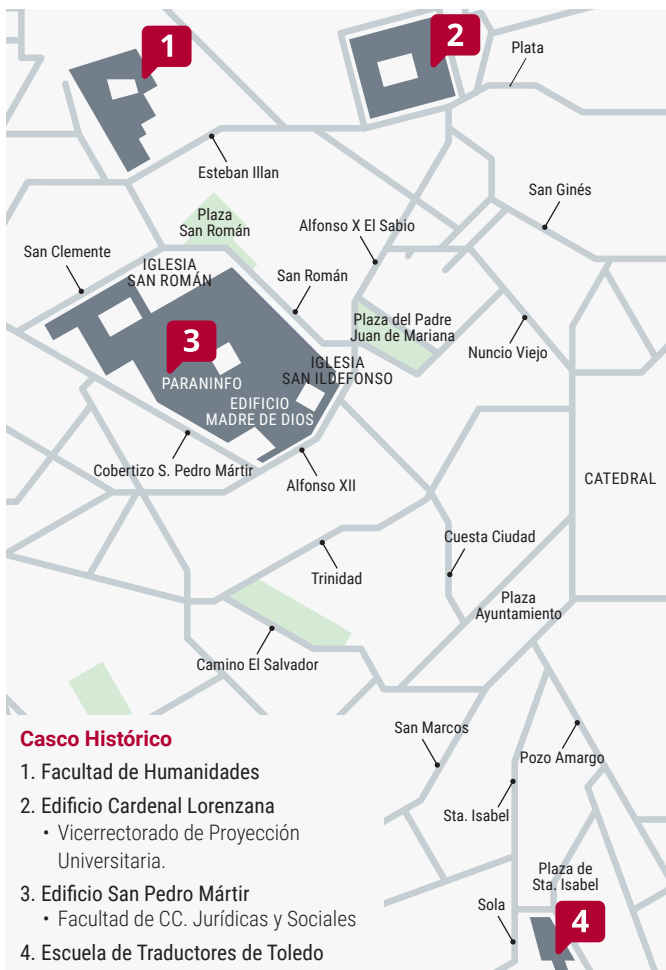 1
2
Plata
Esteban Illan
San Ginés
Plaza
San Román
Alfonso X El Sabio
San Clemente
IGLESIA
SAN ROMÁN
San Román
Plaza del Padre
Juan de Mariana
3
Nuncio Viejo
IGLESIA
SAN ILDEFONSO
PARANINFO
EDIFICIO
MADRE DE DIOS
Cobertizo S. Pedro Mártir
Alfonso XII
CATEDRAL
Cuesta Ciudad
Trinidad
Plaza
Ayuntamiento
Camino El Salvador
San Marcos
Pozo Amargo
Sta. Isabel
Plaza de
Sta. Isabel
Sola
4
Casco Histórico
1. Facultad de Humanidades
2. Edificio Cardenal Lorenzana
• Vicerrectorado de Proyección
Universitaria.
3. Edificio San Pedro Mártir
• Facultad de CC. Jurídicas y Sociales
4. Escuela de Traductores de Toledo